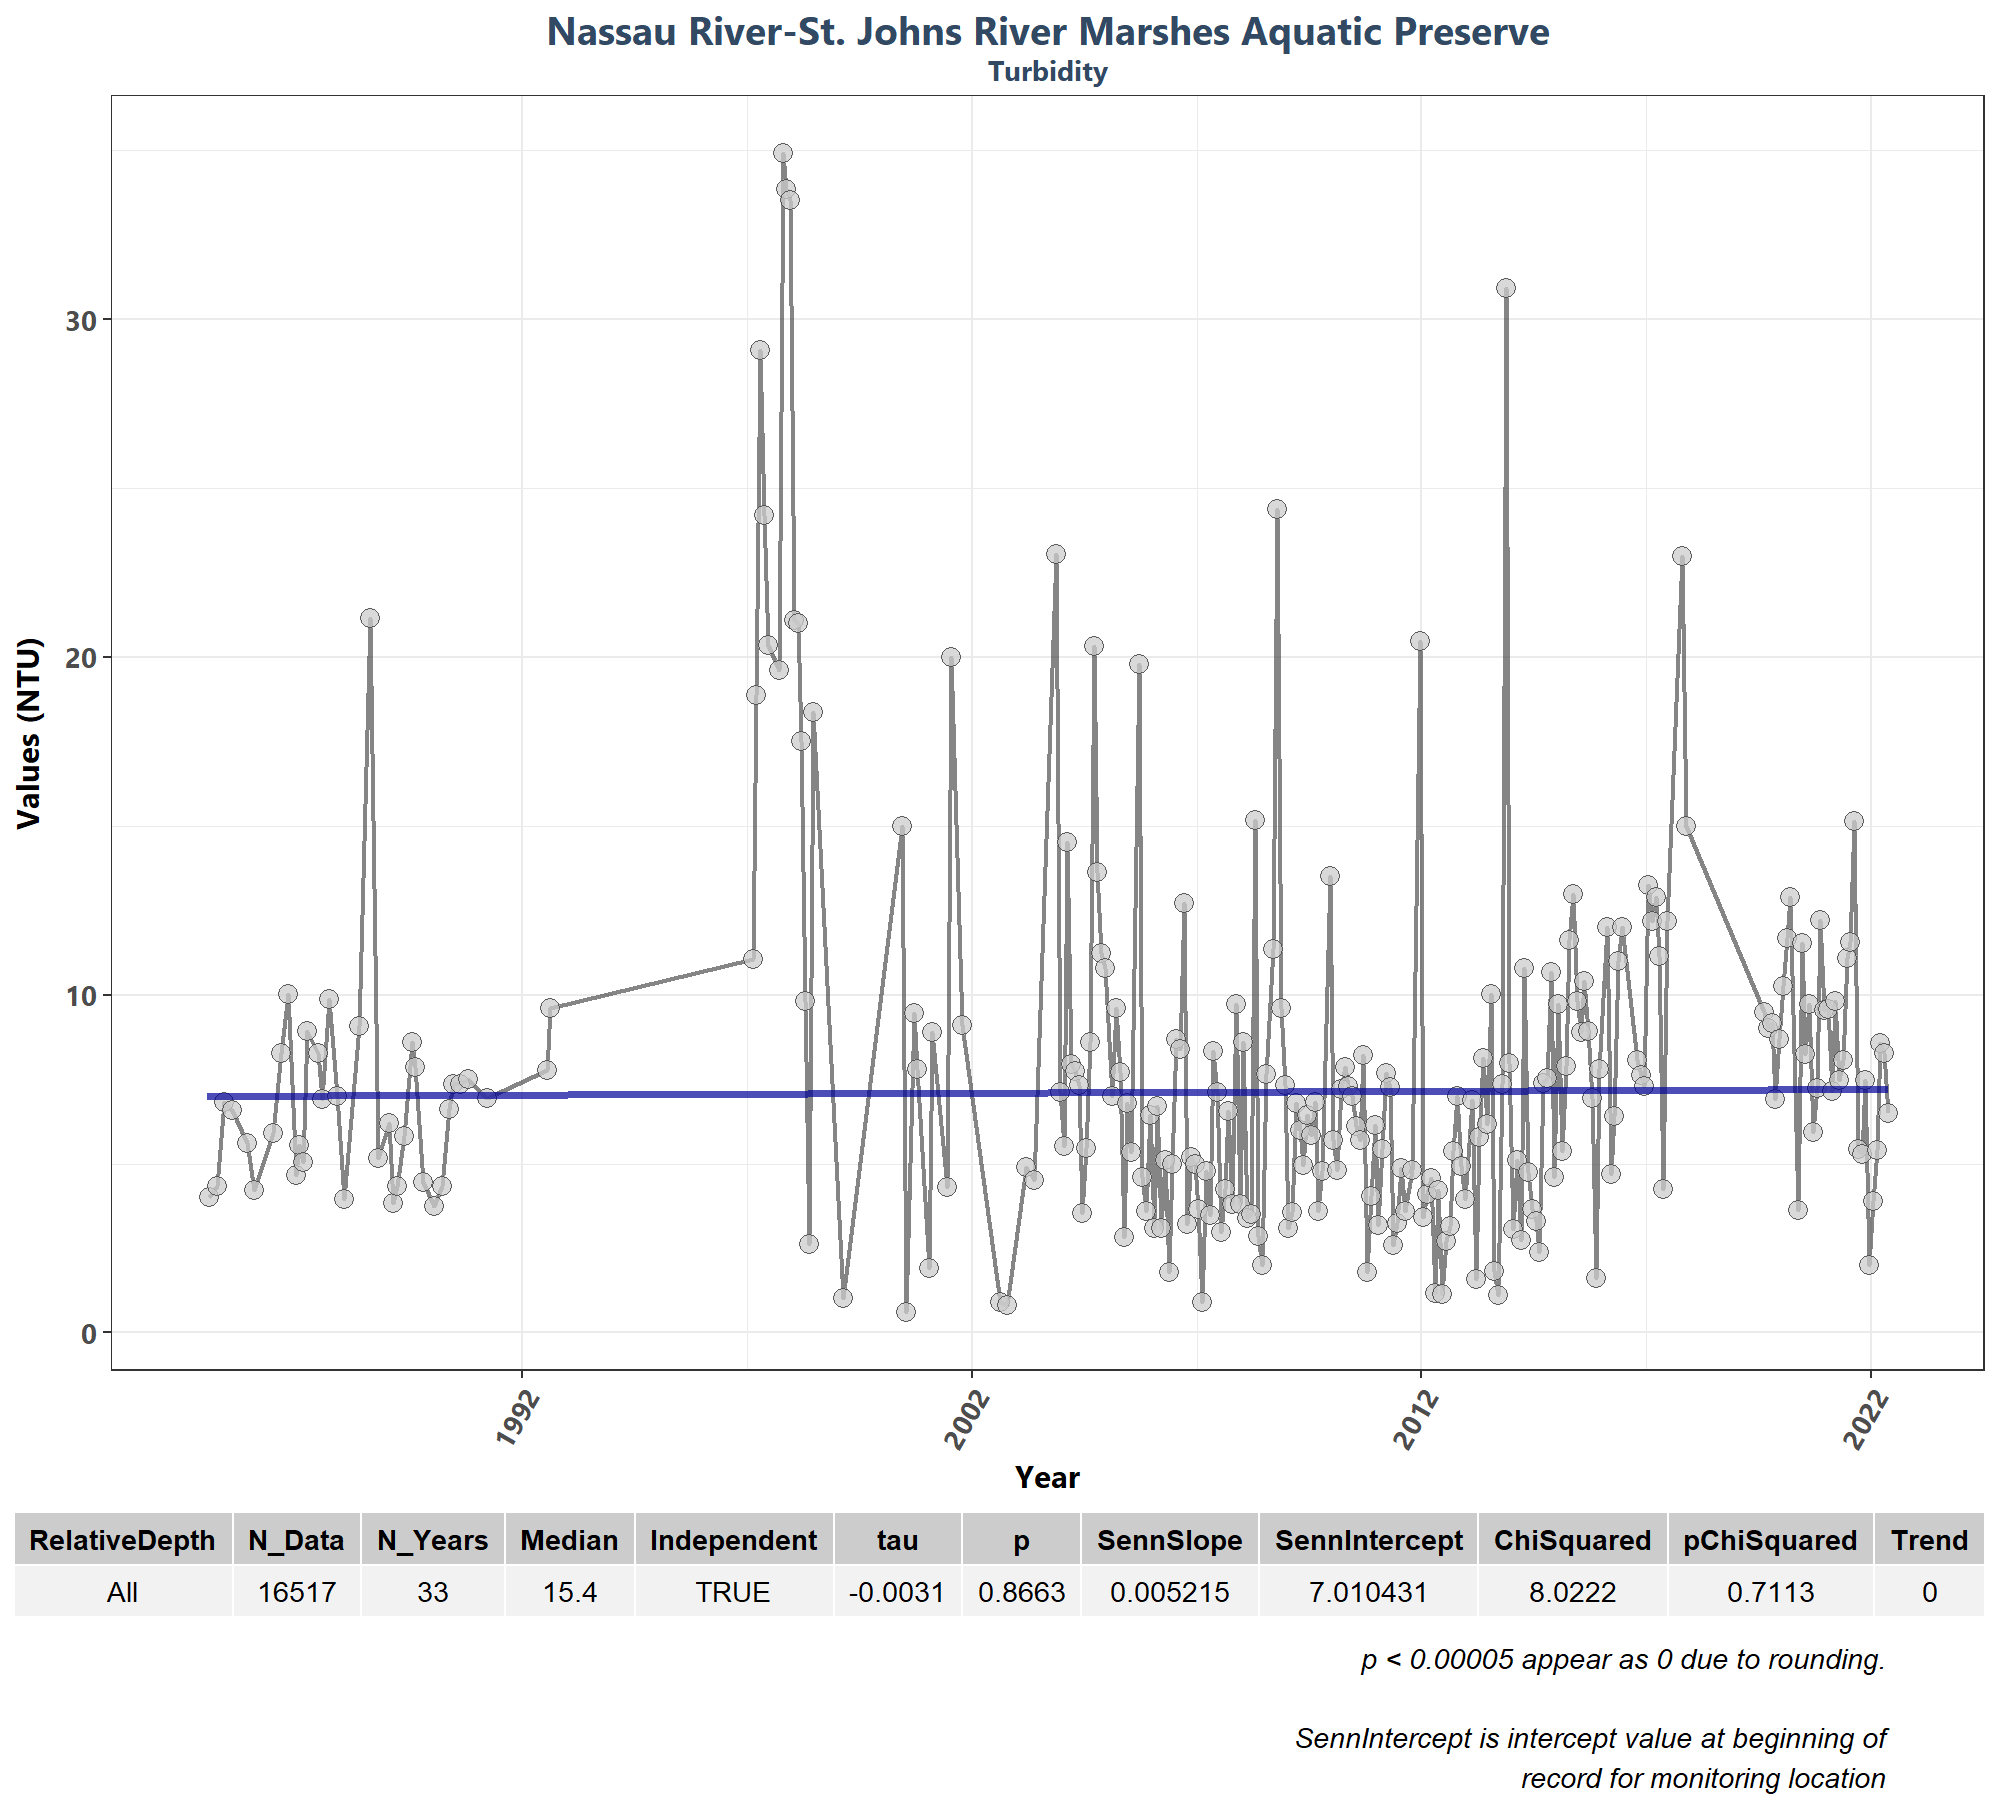 Nassau River-St. Johns River Marshes Aquatic Preserve
Turbidity
Values (NTU)
30
20
10
0
1992
2002
2012
2022
Year
RelativeDepth N_Data N_Years Median Independent tau p SennSlope SennIntercept ChiSquared pChiSquared Trend
All 16517 33 15.4 TRUE -0.0031 0.8663 0.005215 7.010431 8.0222 0.7113 0
p < 0.00005 appear as 0 due to rounding.
SennIntercept is intercept value at beginning of
record for monitoring location